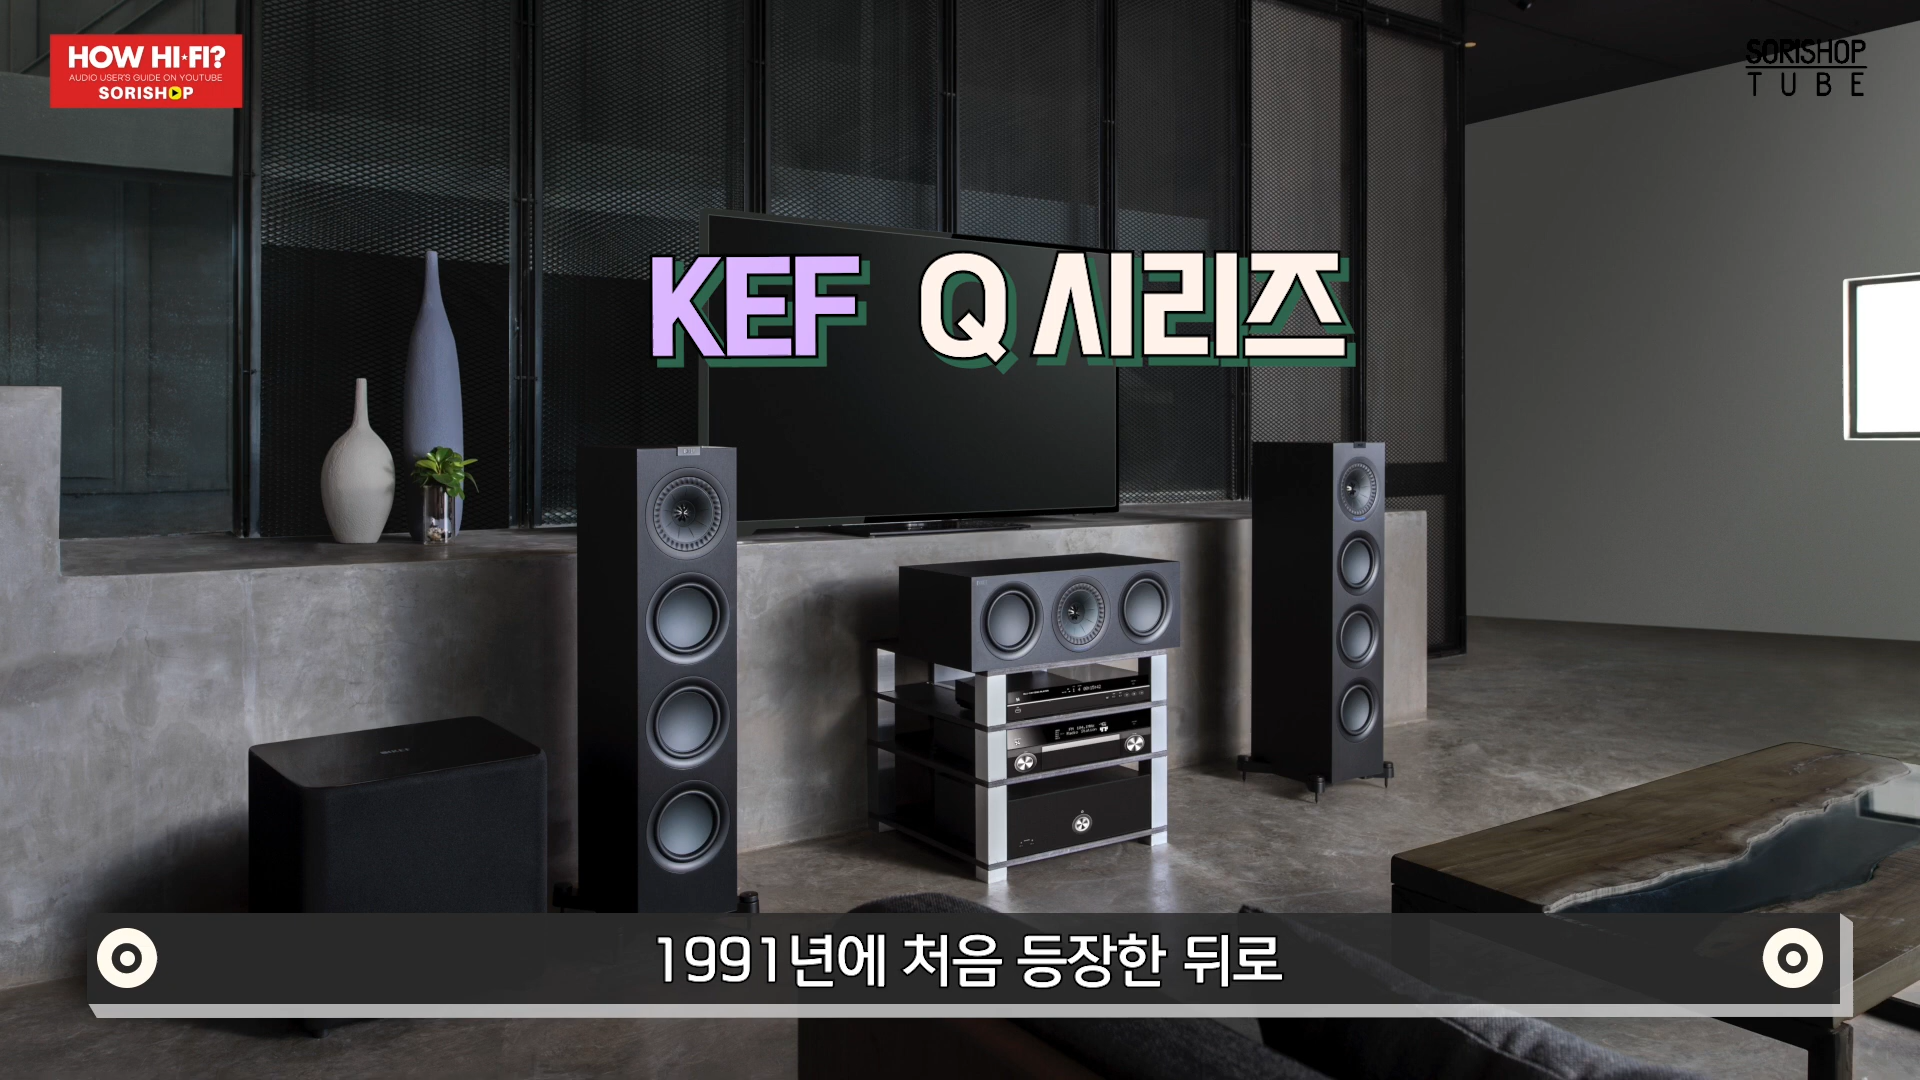 HOW HI★FI?
AUDIO USER'S GUIDE ON YOUTUBE
SORISHOP
SORISHOP
TUBE
KEF Q 시리즈
1991년에 처음 등장한 뒤로